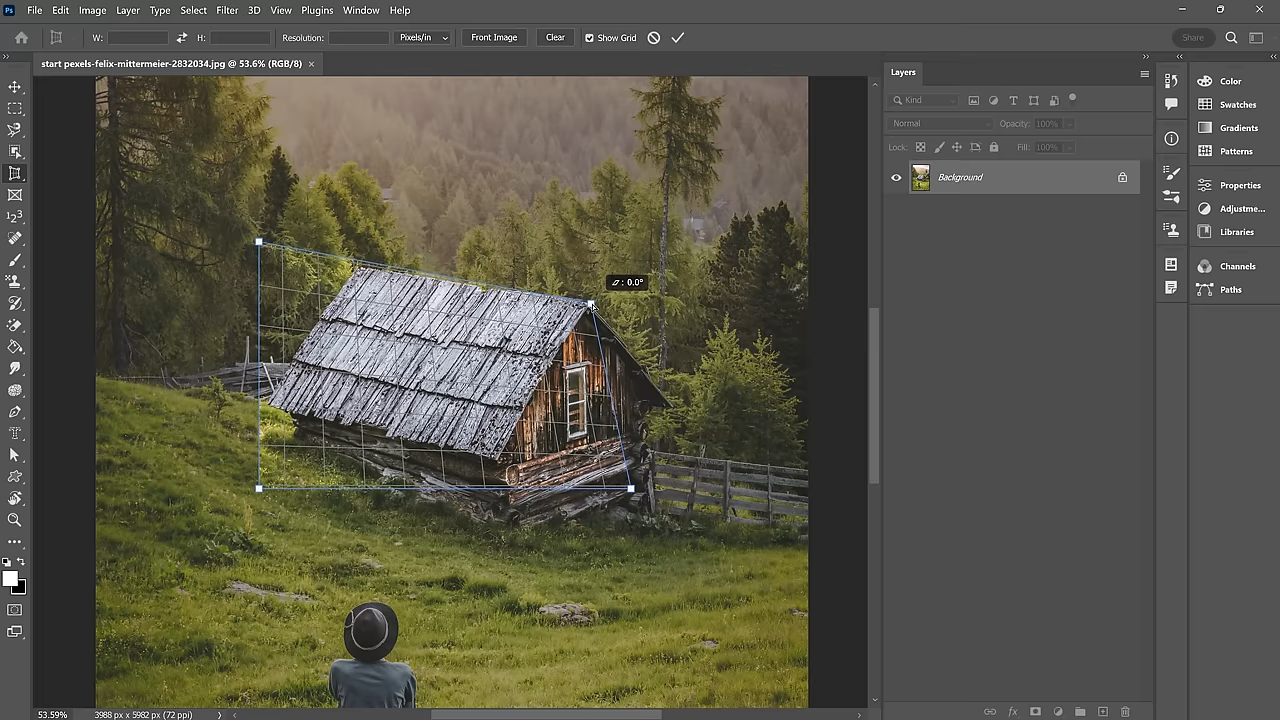 Ps File Edit Image Layer Type Select Filter 3D View Plugins Window Help
W: H: Resolution: Pixels/in Front Image Clear Show Grid Share
start pexels-felix-mittermeier-2832034.jpg @ 53.6% (RGB/8) ×
Layers
Kind
Normal Opacity: 100%
Lock: Fill: 100%
Background
Color
Swatches
Gradients
Patterns
Properties
Adjustme...
Libraries
Channels
Paths
: 0.0°
53.59% 3988 px x 5982 px (72 ppi)